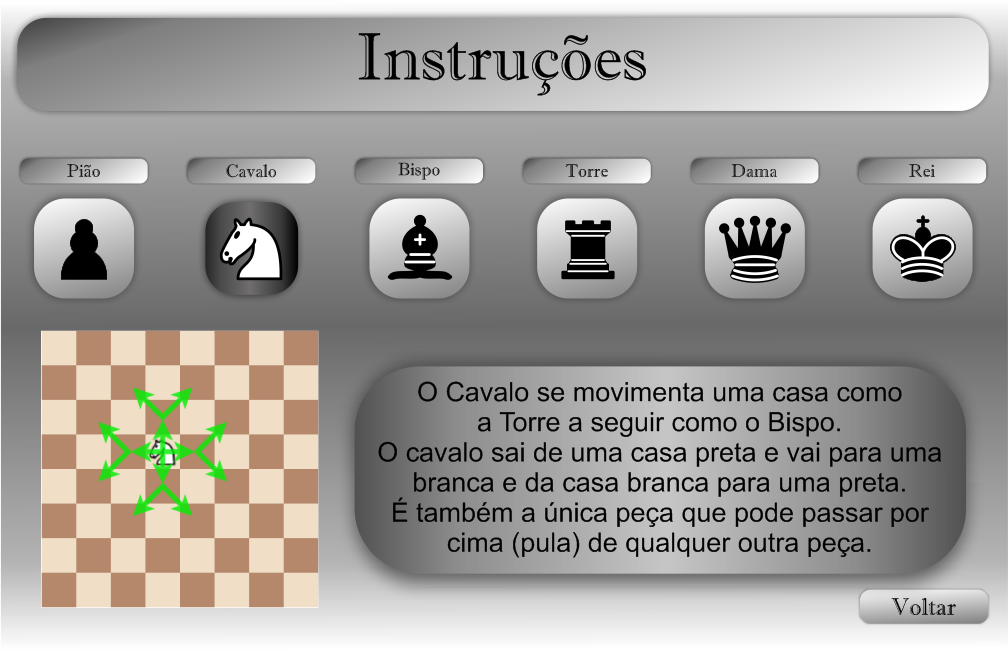 Instruções
Pião
Cavalo
Bispo
Torre
Dama
Rei
O Cavalo se movimenta uma casa como
a Torre a seguir como o Bispo.
O cavalo sai de uma casa preta e vai para uma
branca e da casa branca para uma preta.
É também a única peça que pode passar por
cima (pula) de qualquer outra peça.
Voltar